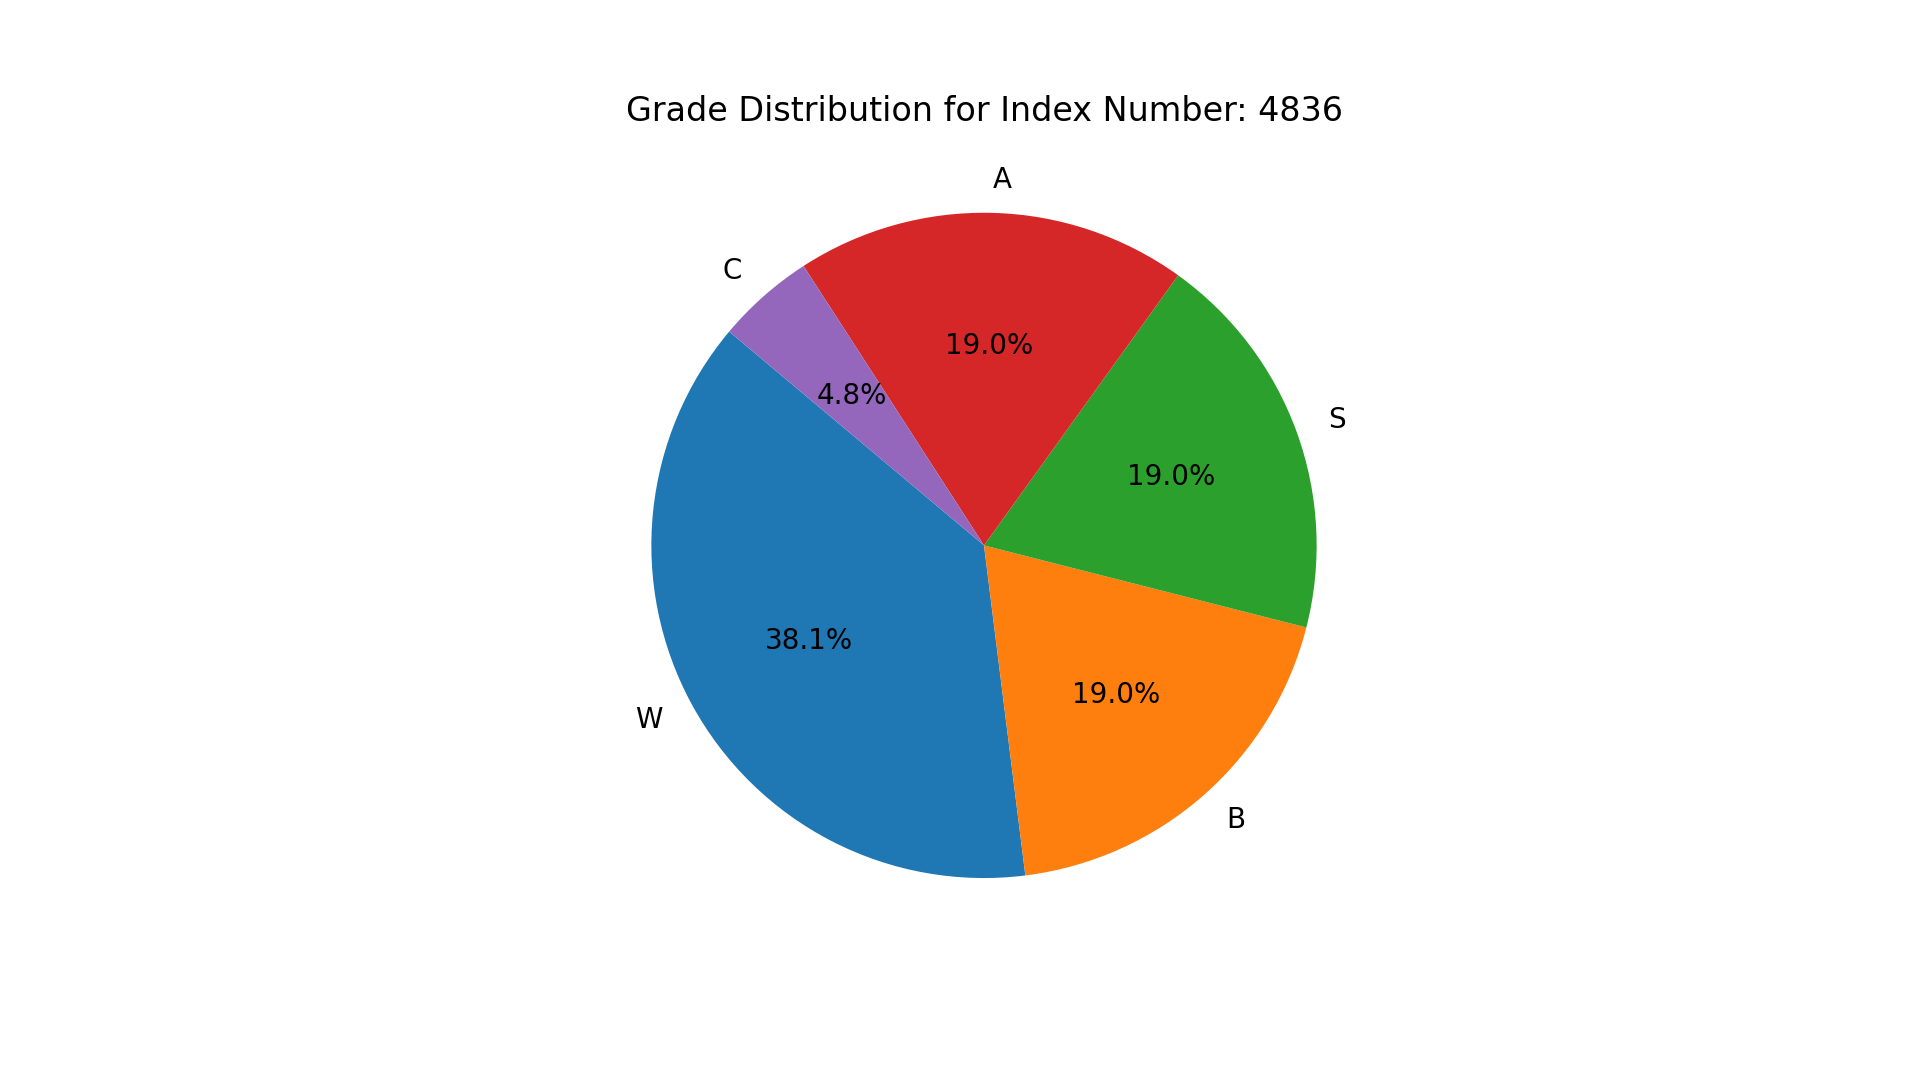 Grade Distribution for Index Number: 4836
A
C
19.0%
4.8%
S
19.0%
38.1%
19.0%
W
B